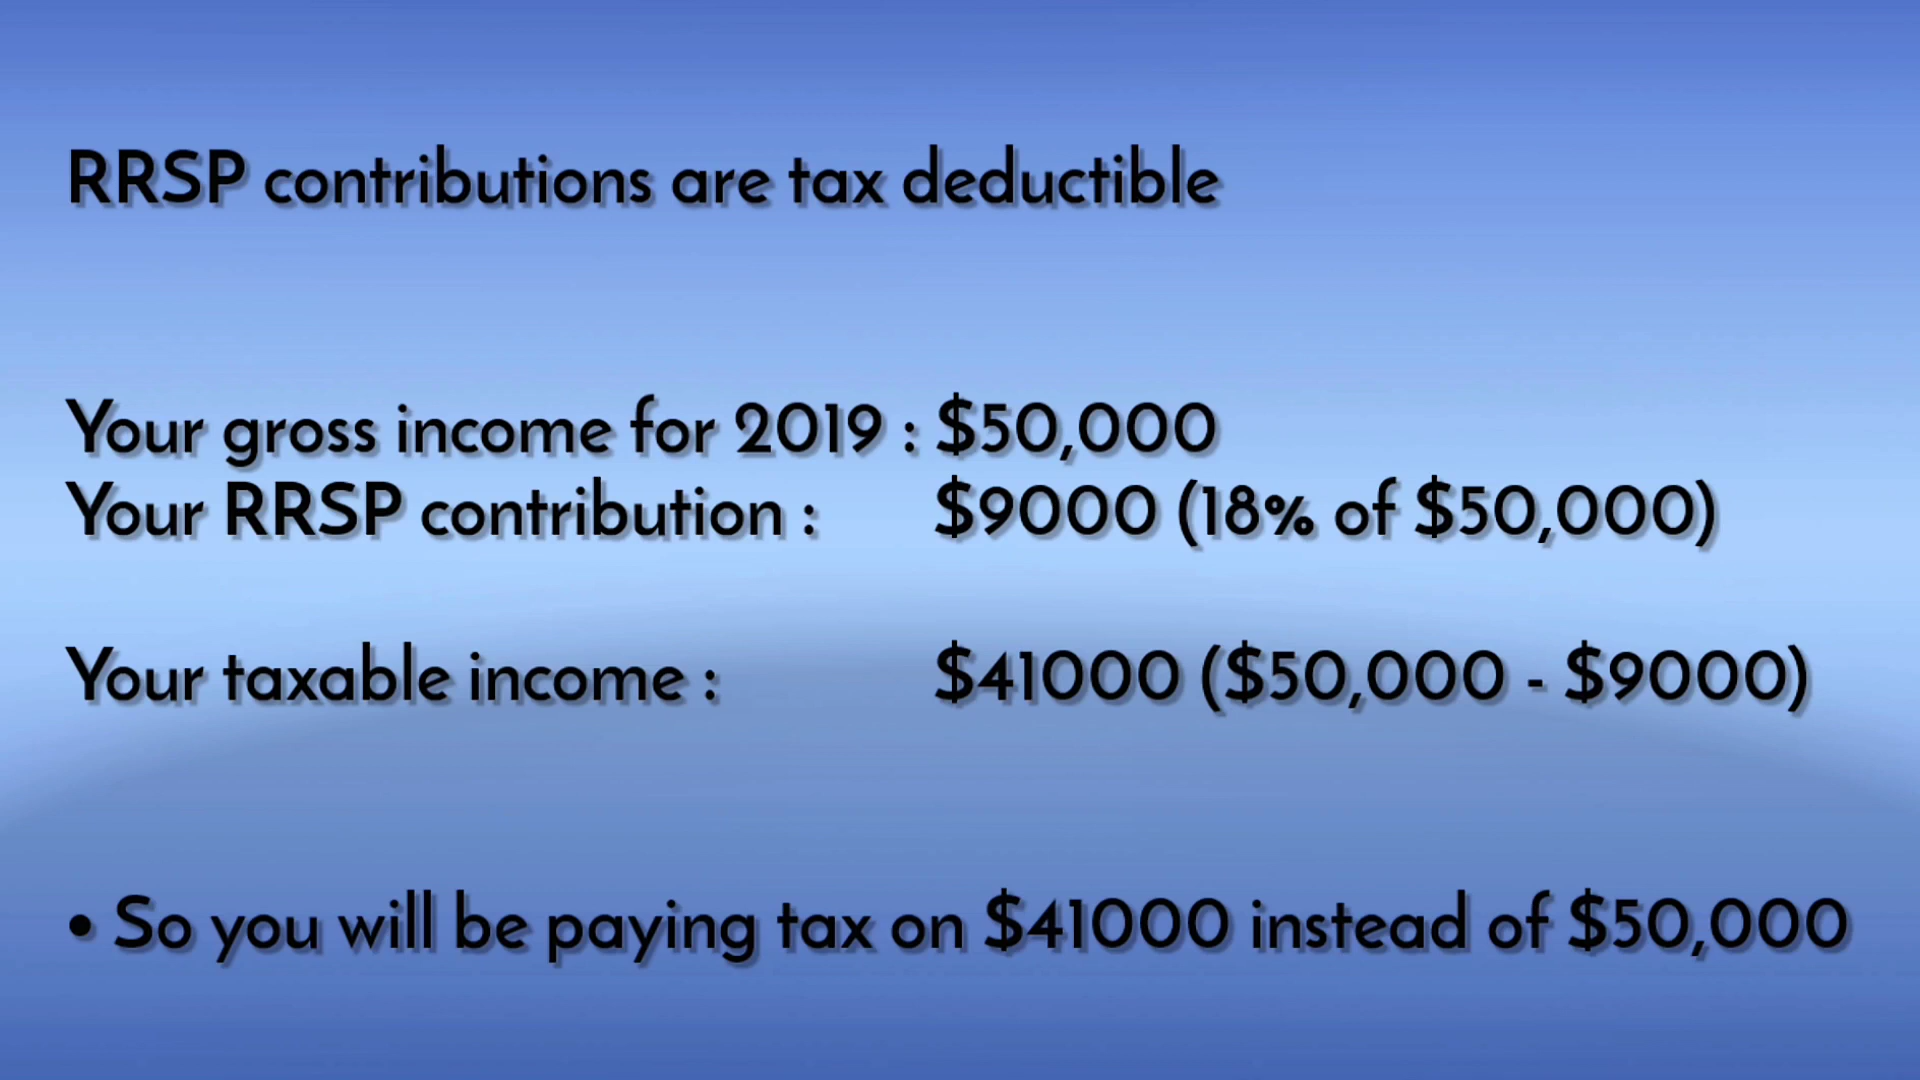 RRSP contributions are tax deductible
Your gross income for 2019 : $50,000
Your RRSP contribution : $9000 (18% of $50,000)
Your taxable income : $41000 ($50,000 - $9000)
• So you will be paying tax on $41000 instead of $50,000